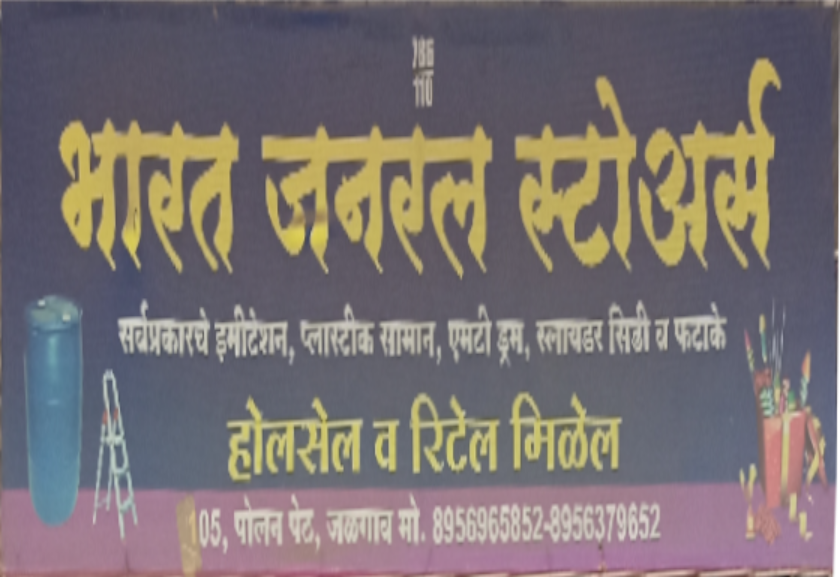 786
110
भारत जनरल स्टोअर्स
सर्वप्रकारचे इमीटेशन, प्लास्टीक सामान, एमटी ड्रम, स्लायडर सिडी व फटाके
होलसेल व रिटेल मिळेल
105, पोलन पेट, जळगाव मो. 8956965852-8956379652